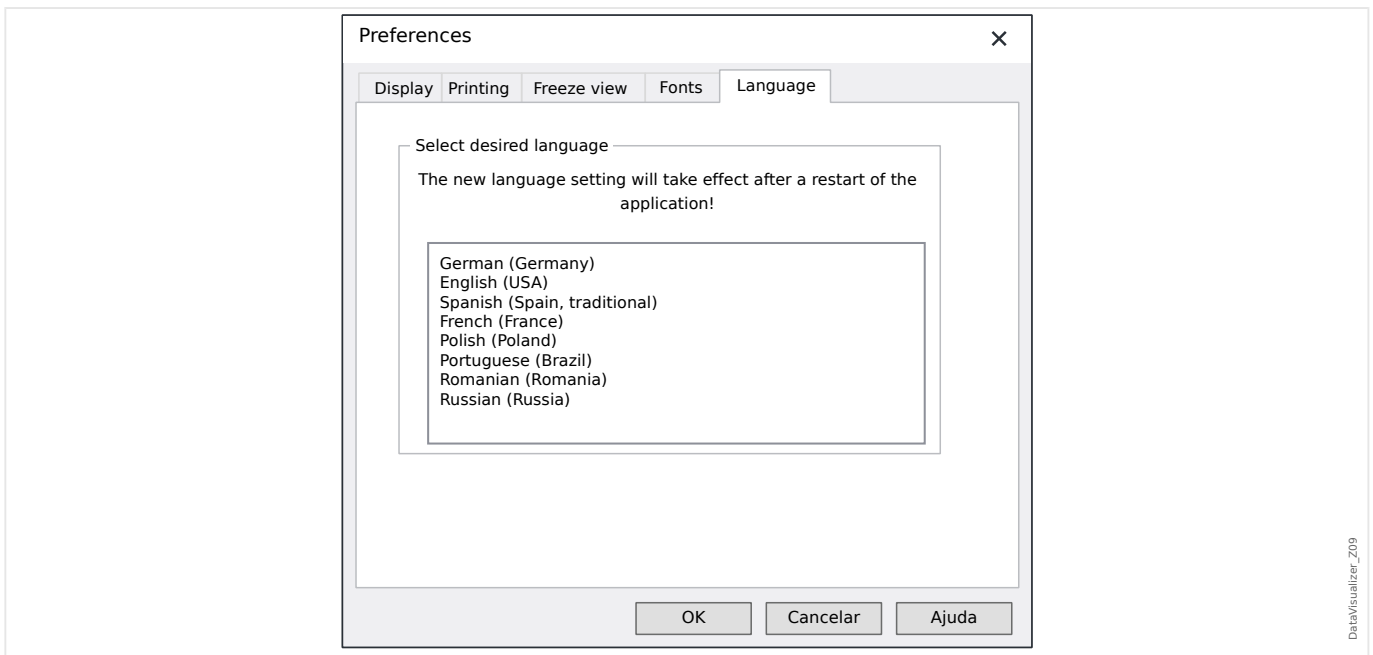 Preferences
Display Printing Freeze view Fonts Language
Select desired language
The new language setting will take effect after a restart of the
application!
German (Germany)
English (USA)
Spanish (Spain, traditional)
French (France)
Polish (Poland)
Portuguese (Brazil)
Romanian (Romania)
Russian (Russia)
OK Cancelar Ajuda
DataVisualizer_Z09